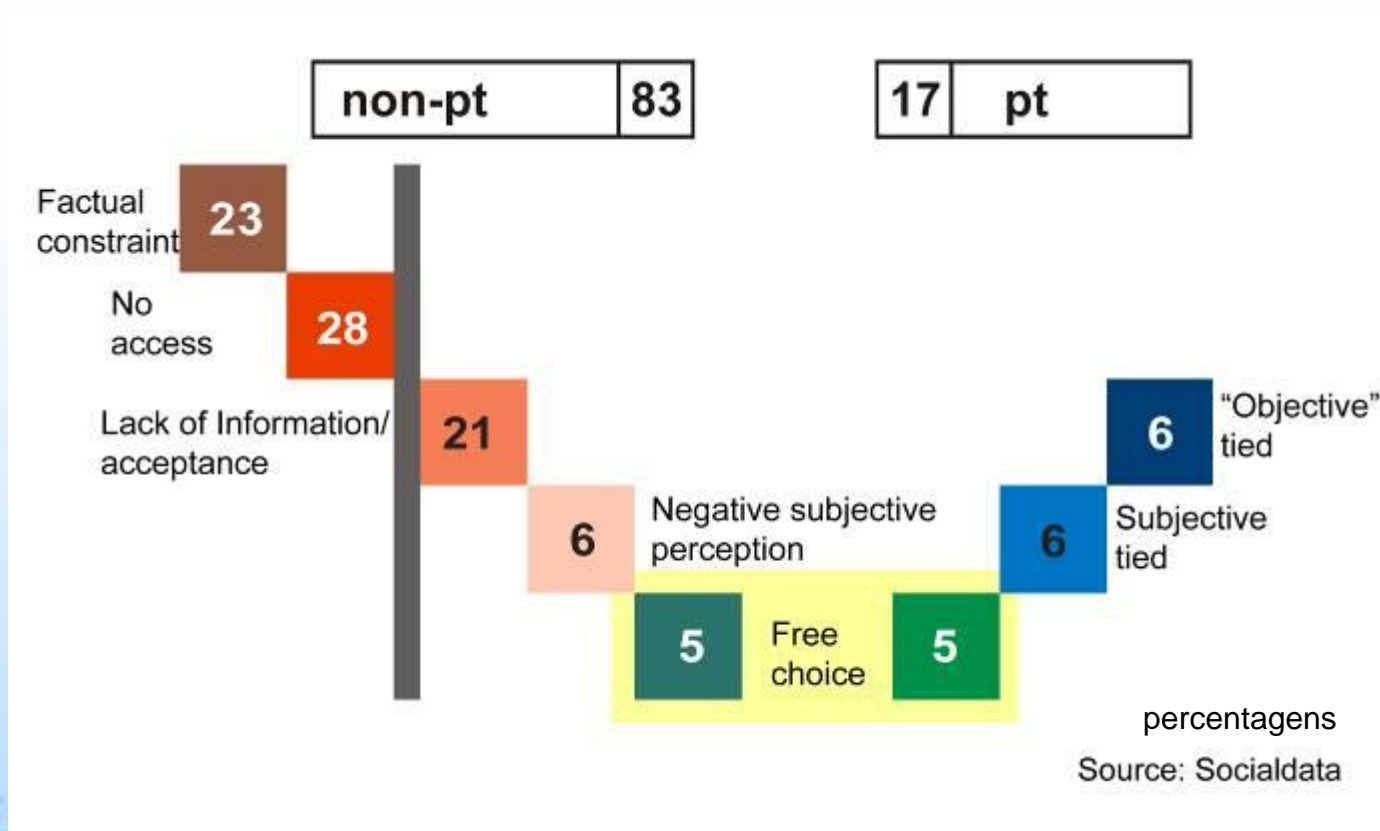 non-pt 83
17 pt
Factual
constraint
23
No
access
28
Lack of Information/
acceptance
21
6
Negative subjective
perception
5
Free
choice
5
6
Subjective
tied
6
“Objective”
tied
percentagens
Source: Socialdata